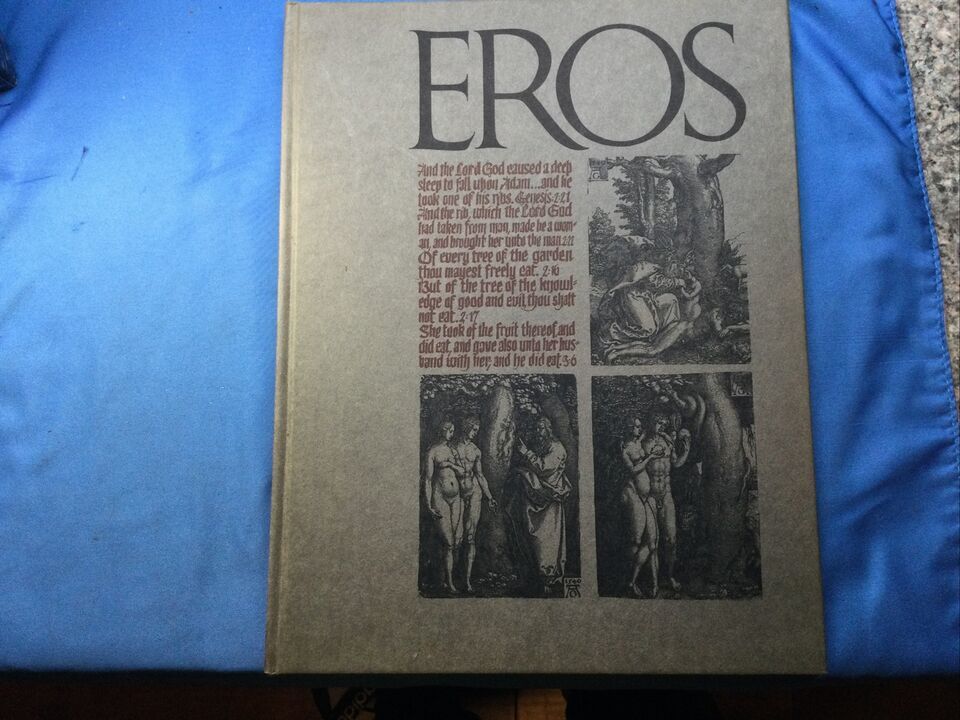 EROS
And the Lord God caused a deep
sleep to fall upon Adam...and he
took one of his ribs. Genesis·2·21
And the rib, which the Lord God
had taken from man, made he a wom-
an, and brought her unto the man·2·22
Of every tree of the garden
thou mayest freely eat. 2·16
But of the tree of the knowl-
edge of good and evil, thou shalt
not eat. 2·17
She took of the fruit thereof, and
did eat, and gave also unto her hus-
band with her, and he did eat. 3·6
1540